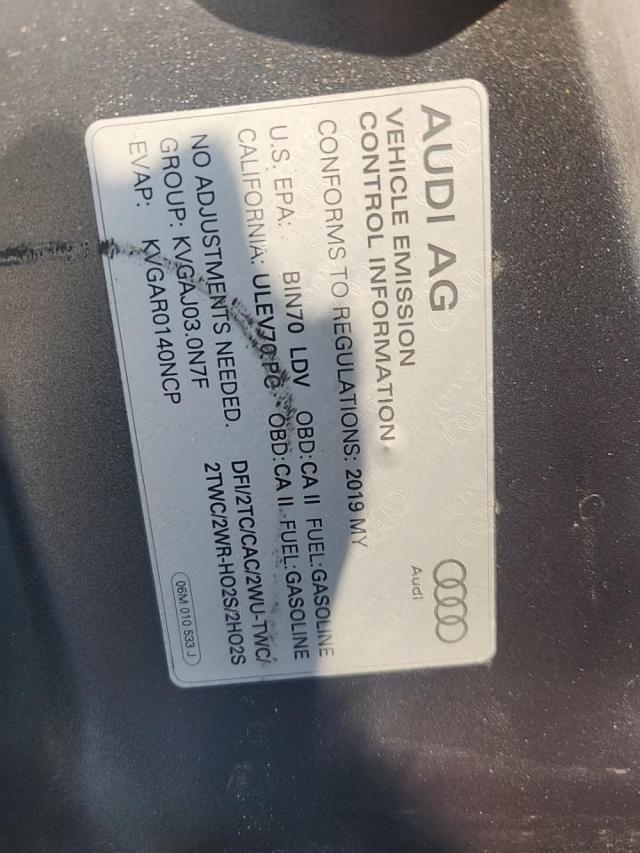 AUDI AG
VEHICLE EMISSION
CONTROL INFORMATION
Audi
CONFORMS TO REGULATIONS: 2019 MY
U.S. EPA: BIN70 LDV OBD: CA II FUEL: GASOLINE
CALIFORNIA: ULEV70 PC OBD: CA II FUEL: GASOLINE
NO ADJUSTMENTS NEEDED. DFI/2TC/CAC/2WU-TWC/
GROUP: KVGAJ03.0N7F 2TWC/2WR-HO2S/2HO2S
EVAP: KVGAR0140NCP
06M 010 533 J